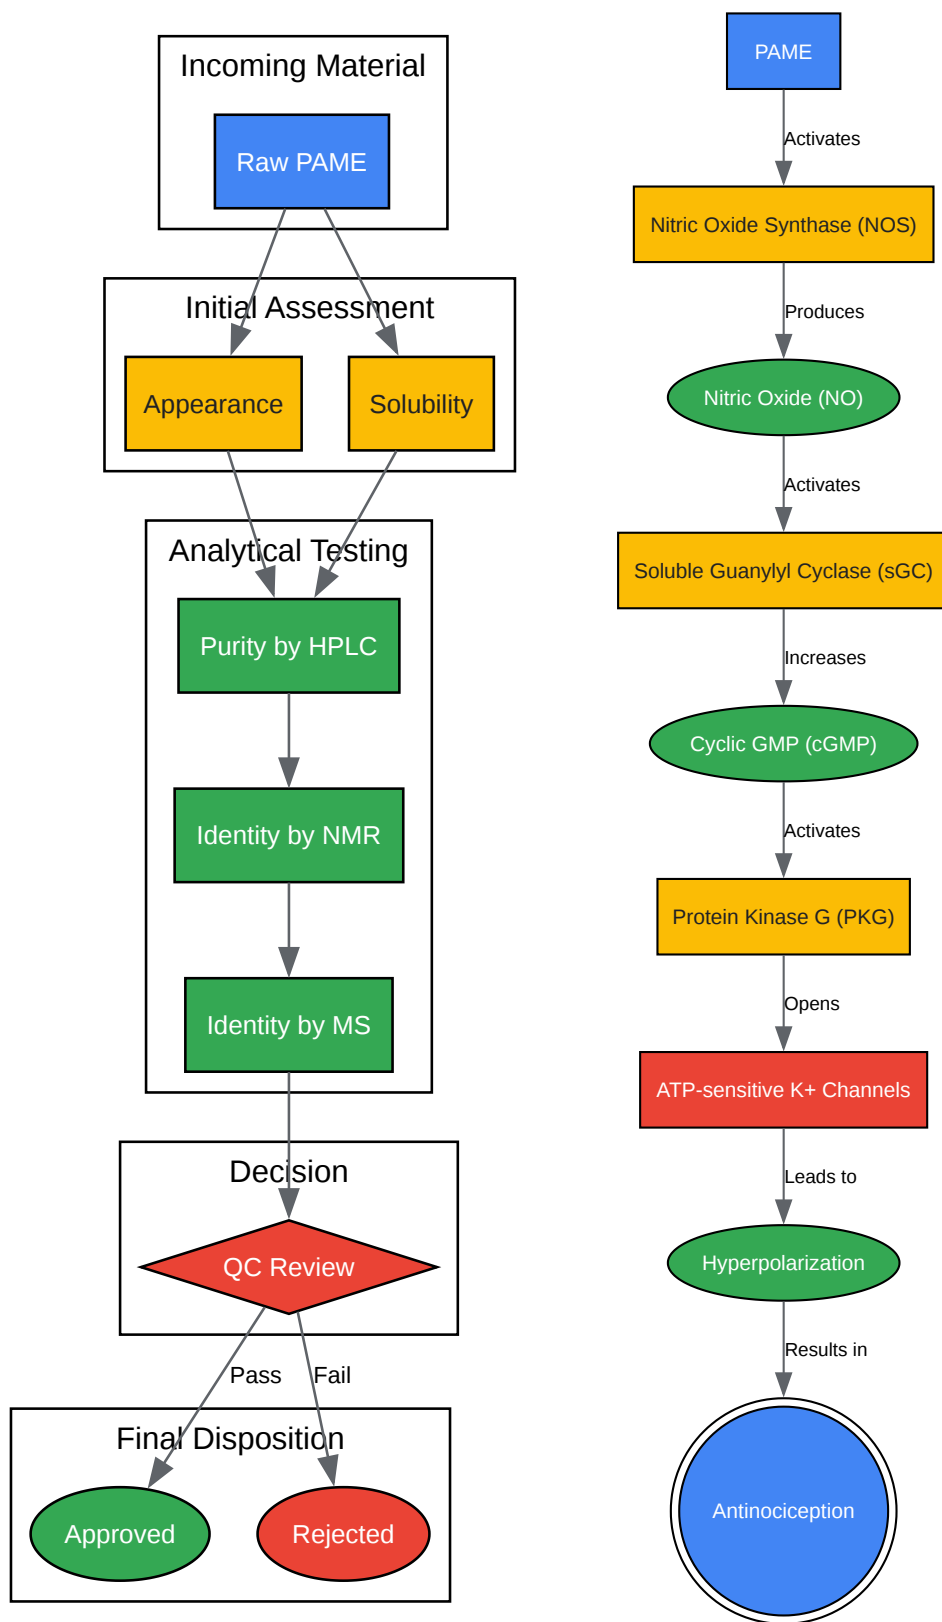 Incoming Material
Raw PAME
Initial Assessment
Appearance
Solubility
Analytical Testing
Purity by HPLC
Identity by NMR
Identity by MS
Decision
QC Review
Pass
Fail
Final Disposition
Approved
Rejected
PAME
Activates
Nitric Oxide Synthase (NOS)
Produces
Nitric Oxide (NO)
Activates
Soluble Guanylyl Cyclase (sGC)
Increases
Cyclic GMP (cGMP)
Activates
Protein Kinase G (PKG)
Opens
ATP-sensitive K+ Channels
Leads to
Hyperpolarization
Results in
Antinociception